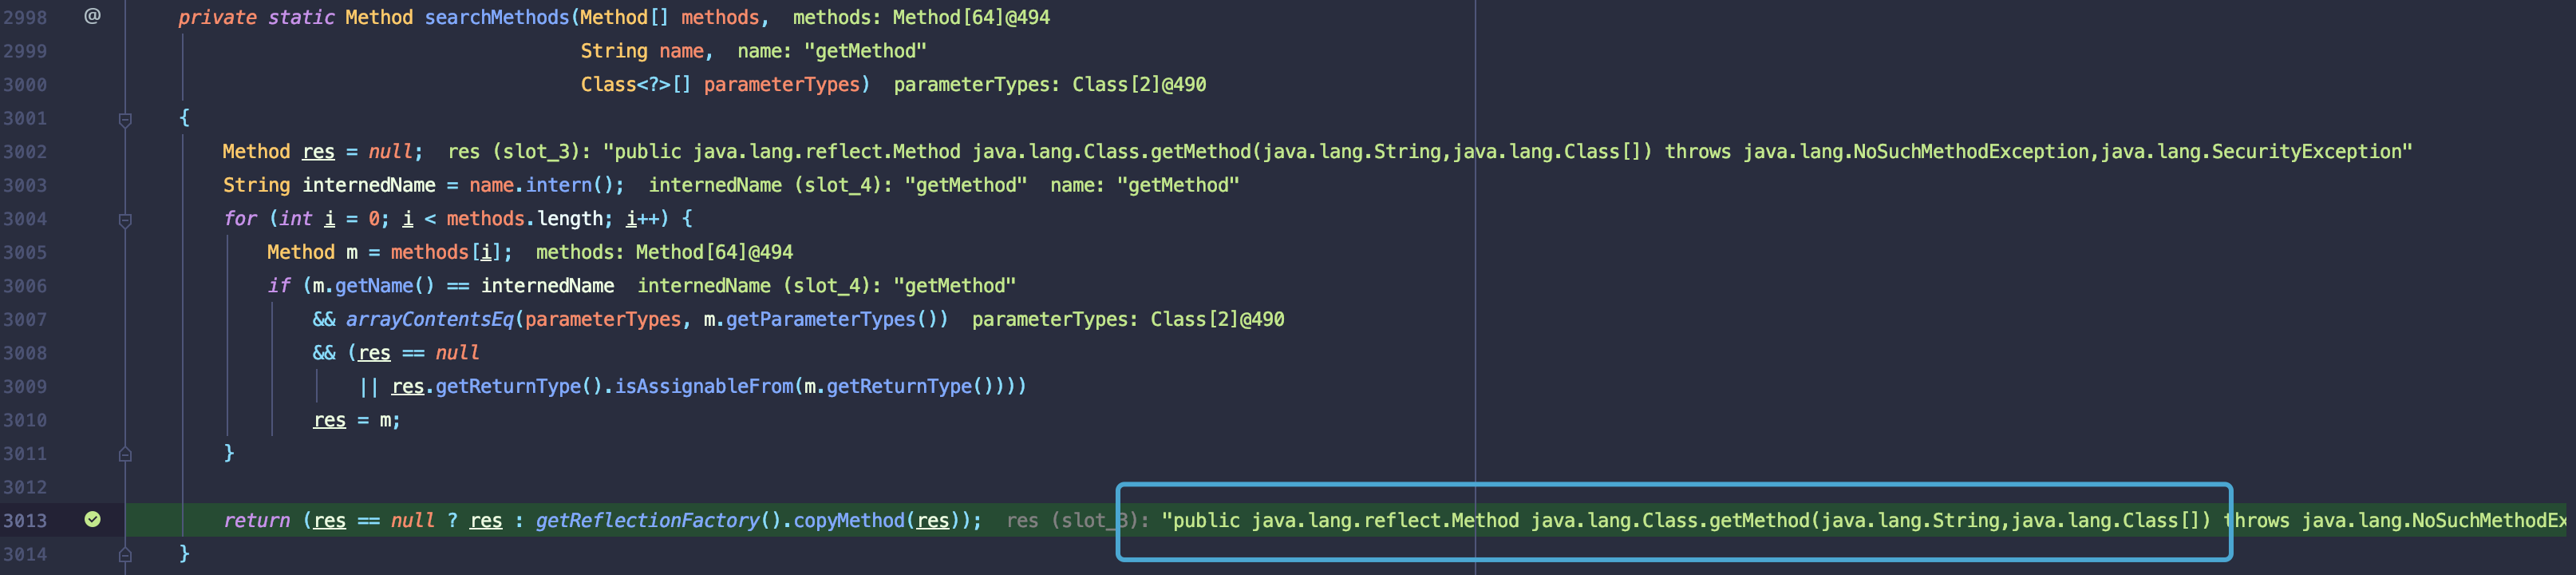 2998 @ private static Method searchMethods(Method[] methods, methods: Method[64]@494
2999 String name, name: "getMethod"
3000 Class<?>[] parameterTypes) parameterTypes: Class[2]@490
3001 {
3002 Method res = null; res (slot_3): "public java.lang.reflect.Method java.lang.Class.getMethod(java.lang.String,java.lang.Class[]) throws java.lang.NoSuchMethodException,java.lang.SecurityException"
3003 String internedName = name.intern(); internedName (slot_4): "getMethod" name: "getMethod"
3004 for (int i = 0; i < methods.length; i++) {
3005 Method m = methods[i]; methods: Method[64]@494
3006 if (m.getName() == internedName internedName (slot_4): "getMethod"
3007 && arrayContentsEq(parameterTypes, m.getParameterTypes()) parameterTypes: Class[2]@490
3008 && (res == null
3009 || res.getReturnType().isAssignableFrom(m.getReturnType())))
3010 res = m;
3011 }
3012
3013 return (res == null ? res : getReflectionFactory().copyMethod(res)); res (slot_3): "public java.lang.reflect.Method java.lang.Class.getMethod(java.lang.String,java.lang.Class[]) throws java.lang.NoSuchMethodEx
3014 }